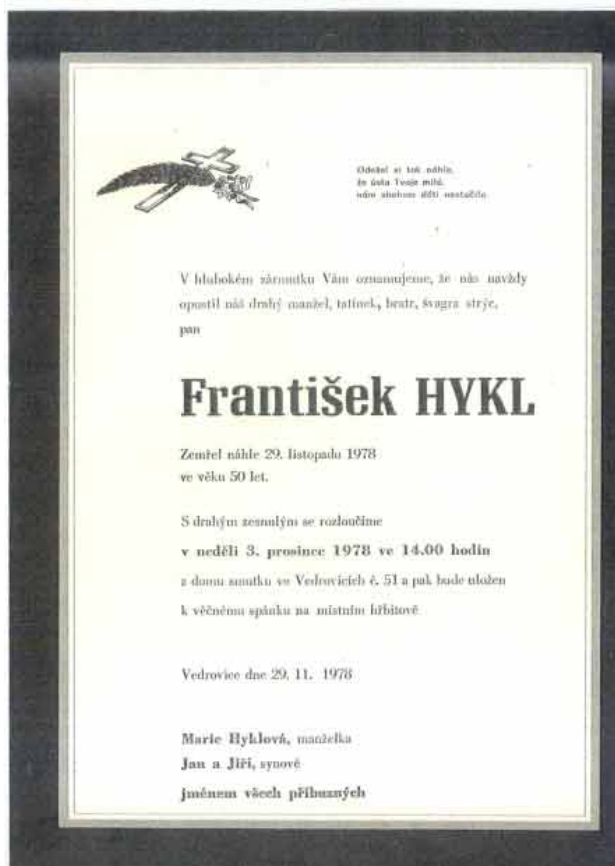 Odešel si tak náhle,
že ústa Tvoje milá,
nám sbohem děti nestačila.
V hlubokém zármutku Vám oznamujeme, že nás navždy
opustil náš drahý manžel, tatínek, bratr, švagra strýc,
pan
František HYKL
Zemřel náhle 29. listopadu 1978
ve věku 50 let.
S drahým zesnulým se rozloučíme
v neděli 3. prosince 1978 ve 14.00 hodin
z domu smutku ve Vedrovicích č. 51 a pak bude uložen
k věčnému spánku na místním hřbitově
Vedrovice dne 29. 11. 1978
Marie Hyklová, manželka
Jan a Jiří, synové
jménem všech příbuzných